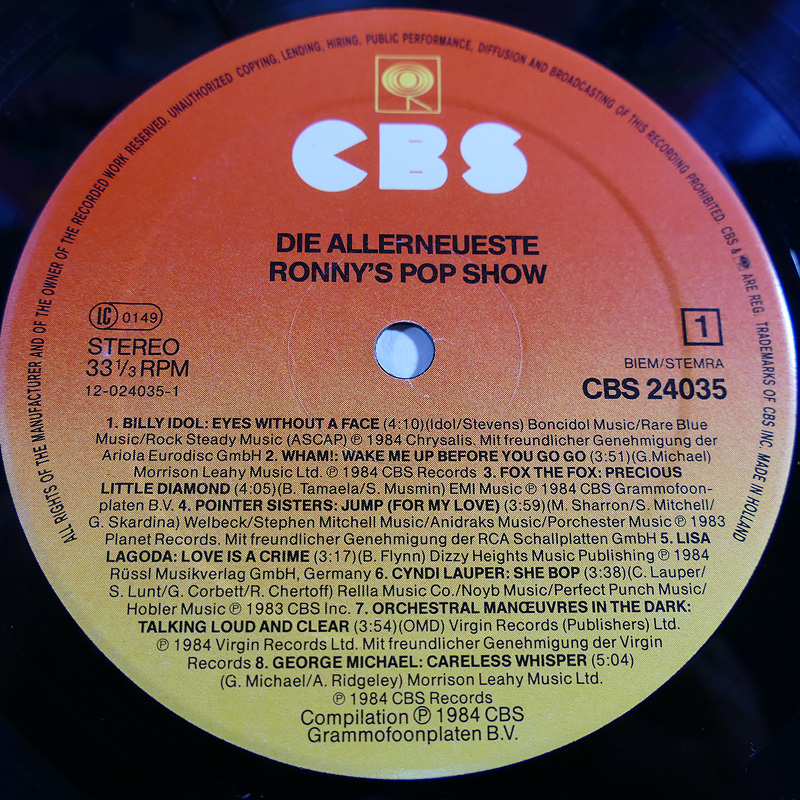 ALL RIGHTS OF THE MANUFACTURER AND OF THE OWNER OF THE RECORDED WORK RESERVED. UNAUTHORIZED COPYING, LENDING, HIRING, PUBLIC PERFORMANCE, DIFFUSION AND BROADCASTING OF THIS RECORDING PROHIBITED. CBS & ARE REG. TRADEMARKS OF CBS INC. MADE IN HOLLAND
CBS
DIE ALLERNEUESTE
RONNY'S POP SHOW
LC 0149
STEREO
33 1/3 RPM
12-024035-1
1
BIEM/STEMRA
CBS 24035
1. BILLY IDOL: EYES WITHOUT A FACE (4:10)(Idol/Stevens) Boncidol Music/Rare Blue
Music/Rock Steady Music (ASCAP) ℗ 1984 Chrysalis. Mit freundlicher Genehmigung der
Ariola Eurodisc GmbH 2. WHAM!: WAKE ME UP BEFORE YOU GO GO (3:51)(G.Michael)
Morrison Leahy Music Ltd. ℗ 1984 CBS Records 3. FOX THE FOX: PRECIOUS
LITTLE DIAMOND (4:05)(B. Tamaela/S. Musmin) EMI Music ℗ 1984 CBS Grammofoon-
platen B.V. 4. POINTER SISTERS: JUMP (FOR MY LOVE) (3:59)(M. Sharron/S. Mitchell/
G. Skardina) Welbeck/Stephen Mitchell Music/Anidraks Music/Porchester Music ℗ 1983
Planet Records. Mit freundlicher Genehmigung der RCA Schallplatten GmbH 5. LISA
LAGODA: LOVE IS A CRIME (3:17)(B. Flynn) Dizzy Heights Music Publishing ℗ 1984
Rüssl Musikverlag GmbH, Germany 6. CYNDI LAUPER: SHE BOP (3:38)(C. Lauper/
S. Lunt/G. Corbett/R. Chertoff) Rellla Music Co./Noyb Music/Perfect Punch Music/
Hobler Music ℗ 1983 CBS Inc. 7. ORCHESTRAL MANŒUVRES IN THE DARK:
TALKING LOUD AND CLEAR (3:54)(OMD) Virgin Records (Publishers) Ltd.
℗ 1984 Virgin Records Ltd. Mit freundlicher Genehmigung der Virgin
Records 8. GEORGE MICHAEL: CARELESS WHISPER (5:04)
(G. Michael/A. Ridgeley) Morrison Leahy Music Ltd.
℗ 1984 CBS Records
Compilation ℗ 1984 CBS
Grammofoonplaten B.V.